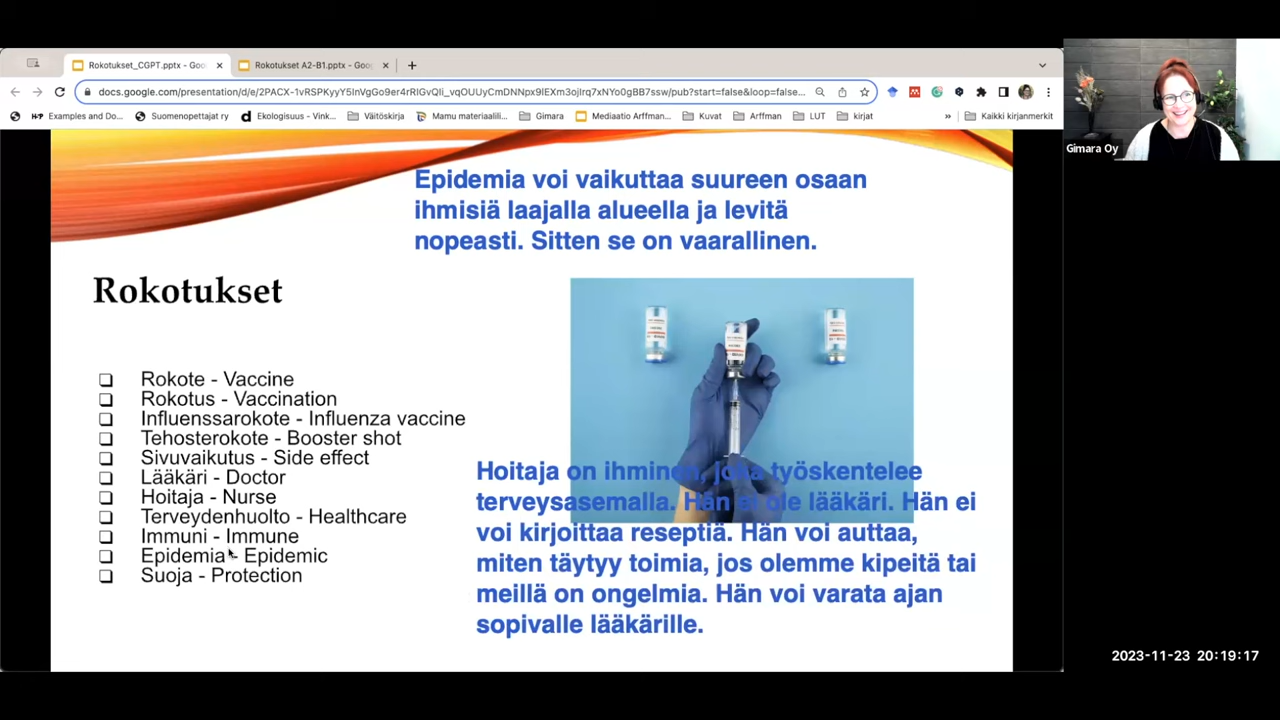 Rokotukset_CGPT.pptx - Goo
Rokotukset A2-B1.pptx - Goo
docs.google.com/presentation/d/e/2PACX-1vRSPKyyY5InVgGo9er4rRIGvQIi_vqOUUyCmDNNpx9lEXm3ojIrq7xNYo0gBB7ssw/pub?start=false&loop=false...
Examples and Do...
Suomenopettajat ry
Ekologisuus - Vink...
Väitöskirja
Mamu materiaalili...
Gimara
Mediaatio Arffman...
Kuvat
Arffman
LUT
kirjat
»
Kaikki kirjanmerkit
Gimara Oy
Epidemia voi vaikuttaa suureen osaan
ihmisiä laajalla alueella ja levitä
nopeasti. Sitten se on vaarallinen.
Rokotukset
Rokote - Vaccine
Rokotus - Vaccination
Influenssarokote - Influenza vaccine
Tehosterokote - Booster shot
Sivuvaikutus - Side effect
Lääkäri - Doctor
Hoitaja - Nurse
Terveydenhuolto - Healthcare
Immuni - Immune
Epidemia - Epidemic
Suoja - Protection
Hoitaja on ihminen, joka työskentelee
terveysasemalla. Hän ei ole lääkäri. Hän ei
voi kirjoittaa reseptiä. Hän voi auttaa,
miten täytyy toimia, jos olemme kipeitä tai
meillä on ongelmia. Hän voi varata ajan
sopivalle lääkärille.
2023-11-23 20:19:17